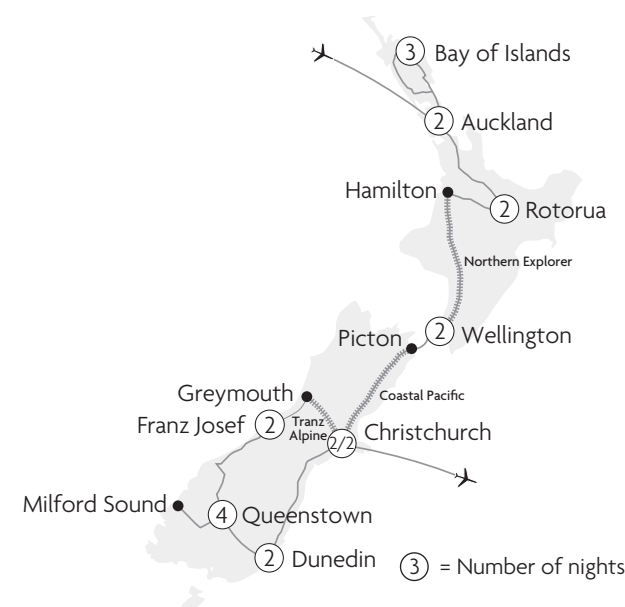 3 Bay of Islands
2 Auckland
Hamilton
2 Rotorua
Northern Explorer
2 Wellington
Picton
Greymouth
Coastal Pacific
Franz Josef 2
Tranz
Alpine
2/2 Christchurch
Milford Sound
4 Queenstown
2 Dunedin
3 = Number of nights